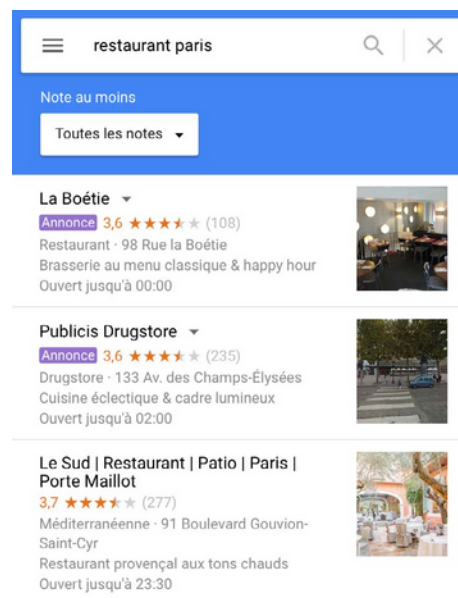 restaurant paris
Note au moins
Toutes les notes
La Boétie
Annonce 3,6 (108)
Restaurant · 98 Rue la Boétie
Brasserie au menu classique & happy hour
Ouvert jusqu'à 00:00
Publicis Drugstore
Annonce 3,6 (235)
Drugstore · 133 Av. des Champs-Élysées
Cuisine éclectique & cadre lumineux
Ouvert jusqu'à 02:00
Le Sud | Restaurant | Patio | Paris |
Porte Maillot
3,7 (277)
Méditerranéenne · 91 Boulevard Gouvion-
Saint-Cyr
Restaurant provençal aux tons chauds
Ouvert jusqu'à 23:30